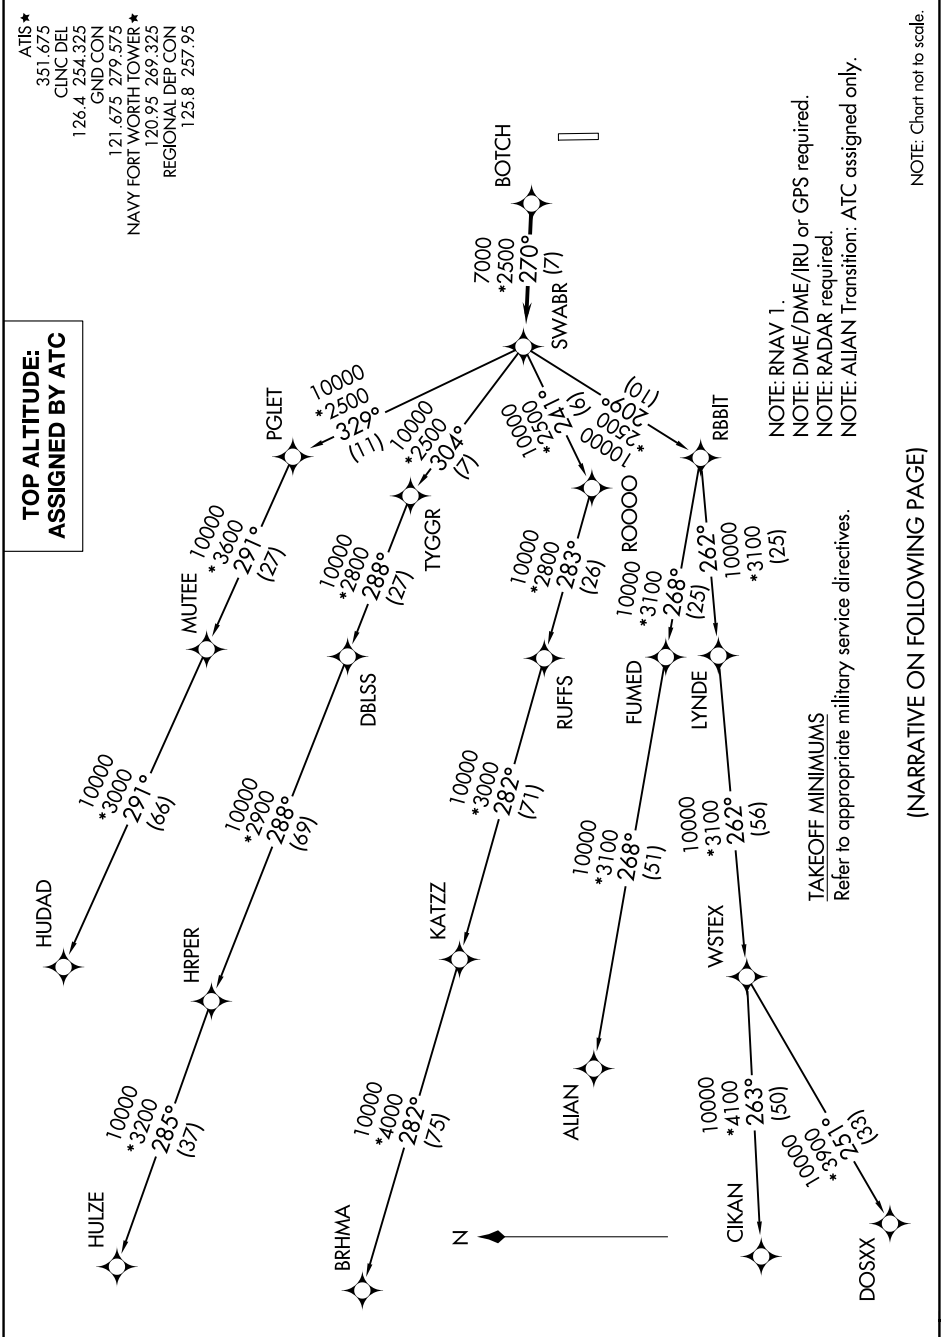 TOP ALTITUDE:
ASSIGNED BY ATC
ATIS★
351.675
CLNC DEL
126.4 254.325
GND CON
121.675 279.575
NAVY FORT WORTH TOWER★
120.95 269.325
REGIONAL DEP CON
125.8 257.95
BOTCH
7000
*2500
270°
(7)
SWABR
PGLET
10000
*2500
329°
(11)
10000
*2500
304°
(7)
TYGGR
10000
*2500
241°
(9)
ROOOO
10000
*2500
209°
(10)
RBBIT
MUTEE
10000
*3600
291°
(27)
HUDAD
10000
*3000
291°
(66)
DBLSS
10000
*2800
288°
(27)
HRPER
10000
*2900
288°
(69)
HULZE
10000
*3200
285°
(37)
RUFFS
10000
*2800
283°
(26)
KATZZ
10000
*3000
282°
(71)
BRHMA
10000
*4000
282°
(75)
FUMED
10000
*3100
268°
(25)
ALIAN
10000
*3100
268°
(51)
LYNDE
262°
10000
*3100
(25)
WSTEX
10000
*3100
262°
(56)
CIKAN
10000
*4100
263°
(50)
DOSXX
10000
*3900
251°
(33)
N
NOTE: RNAV 1.
NOTE: DME/DME/IRU or GPS required.
NOTE: RADAR required.
NOTE: ALIAN Transition: ATC assigned only.
TAKEOFF MINIMUMS
Refer to appropriate military service directives.
(NARRATIVE ON FOLLOWING PAGE)
NOTE: Chart not to scale.